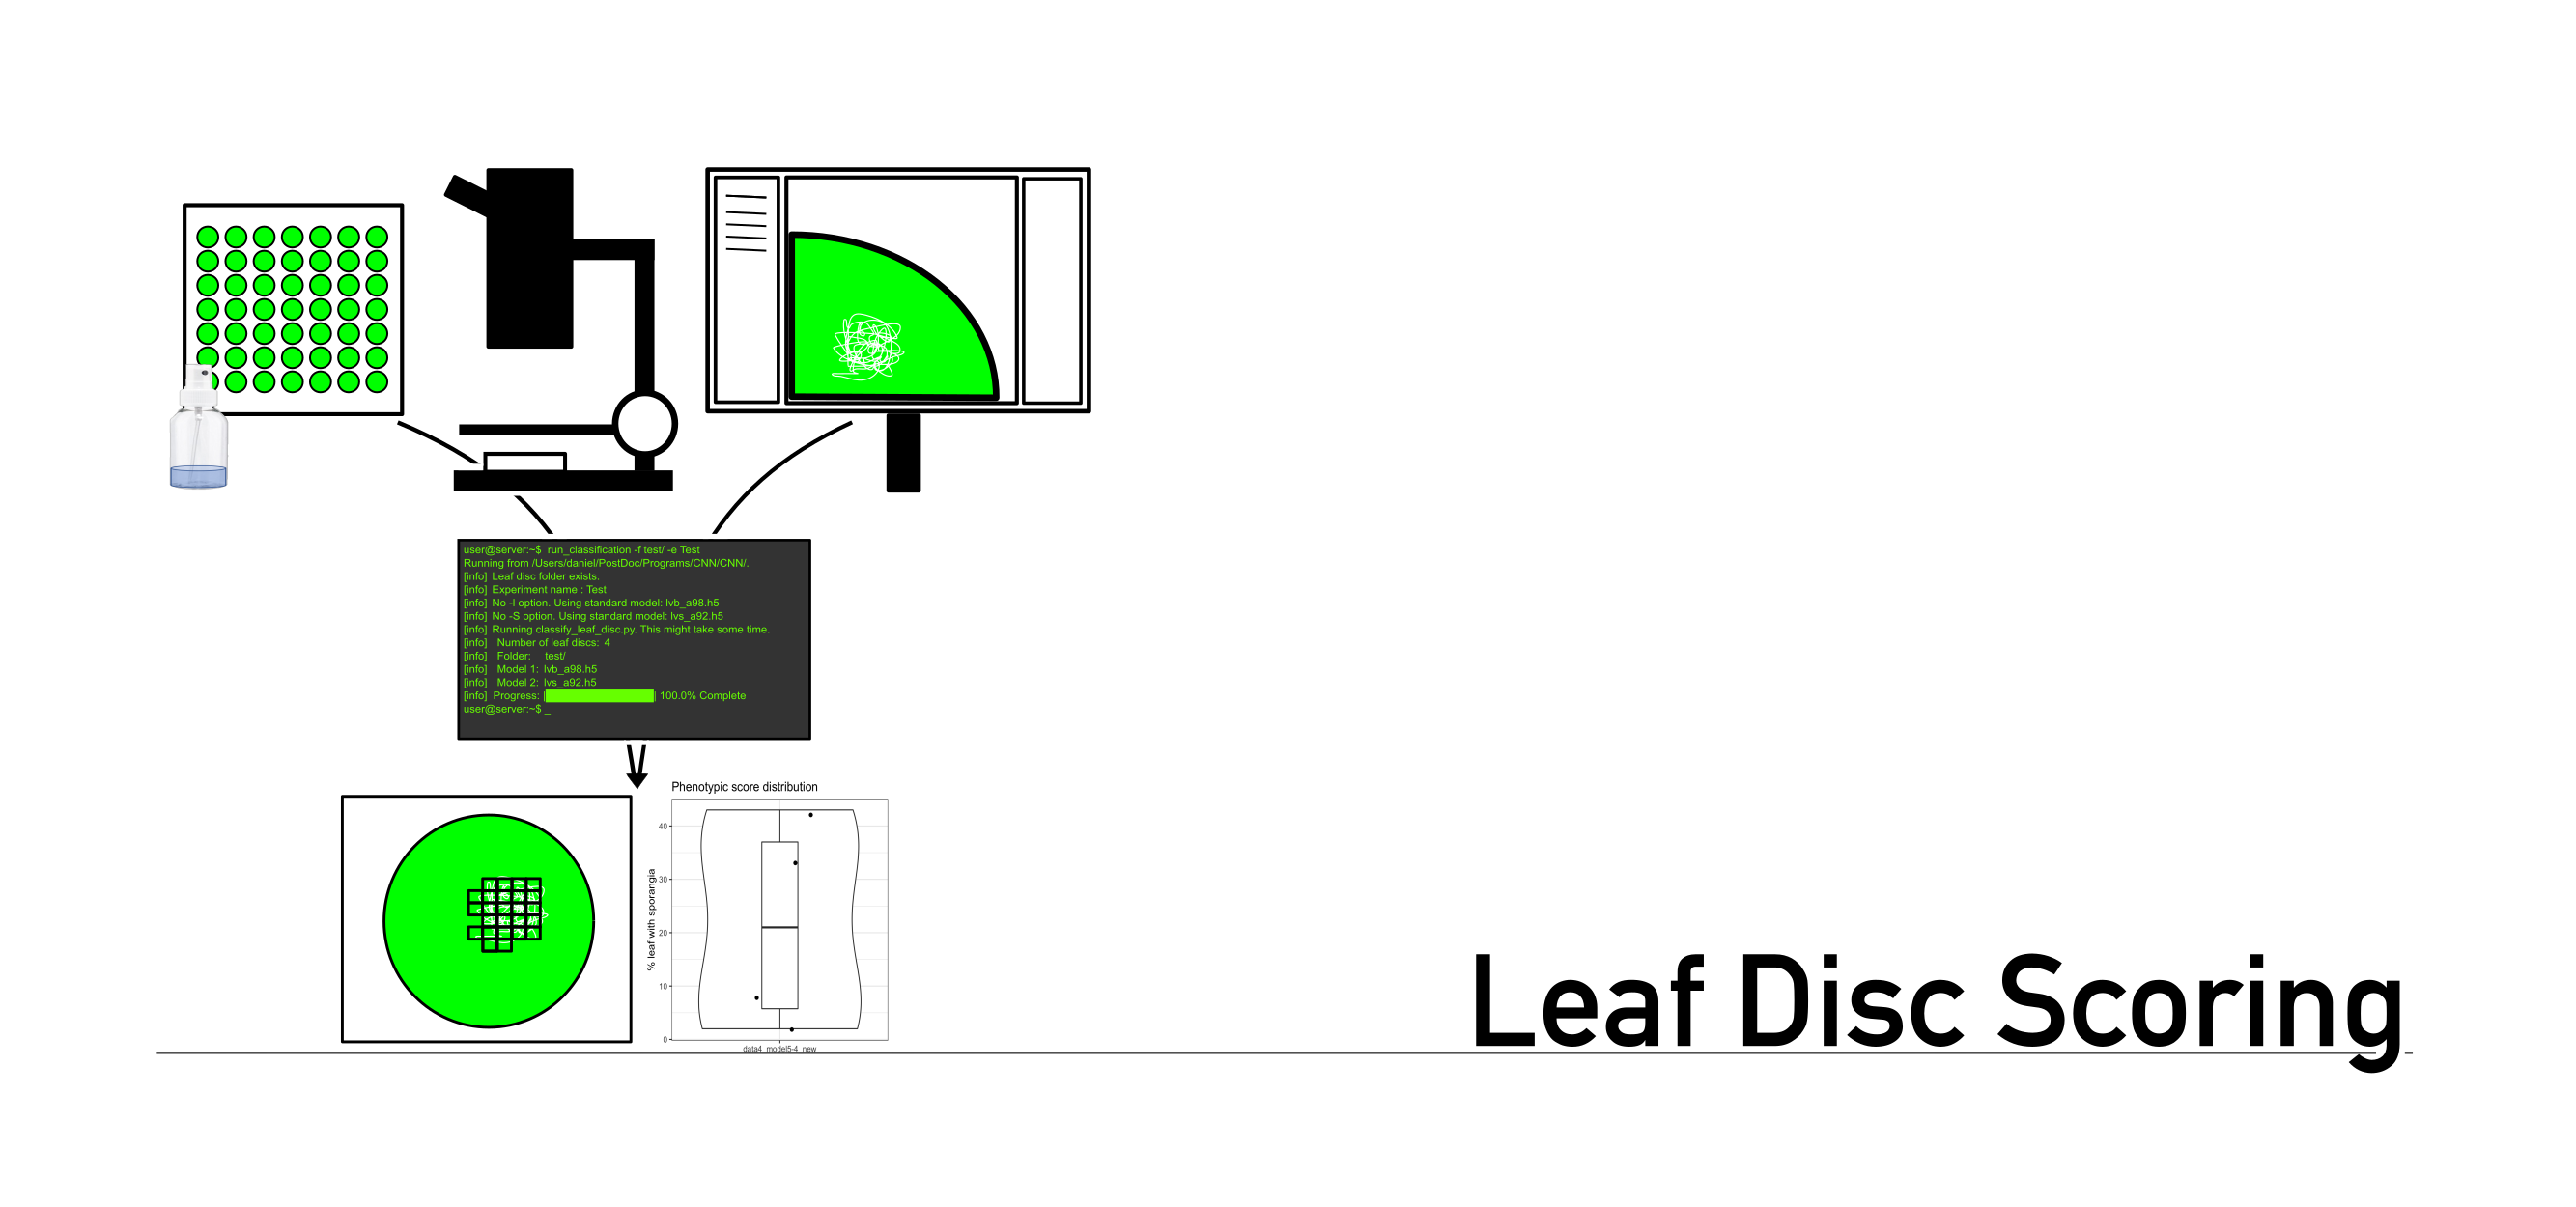 user@server:~$ run_classification -f test/ -e Test
Running from /Users/daniel/PostDoc/Programs/CNN/CNN/.
[info] Leaf disc folder exists.
[info] Experiment name : Test
[info] No -l option. Using standard model: lvb_a98.h5
[info] No -S option. Using standard model: lvs_a92.h5
[info] Running classify_leaf_disc.py. This might take some time.
[info] Number of leaf discs: 4
[info] Folder: test/
[info] Model 1: lvb_a98.h5
[info] Model 2: lvs_a92.h5
[info] Progress: | | 100.0% Complete
user@server:~$ _
Phenotypic score distribution
% leaf with sporangia
40
30
20
10
0
data4_model5-4_new
Leaf Disc Scoring